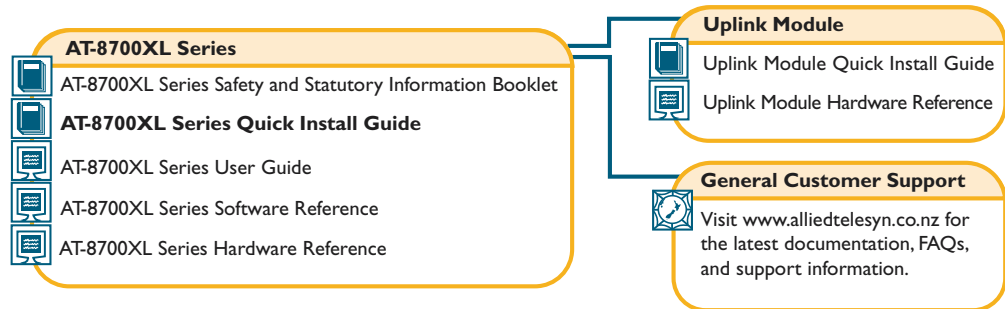 AT-8700XL Series
AT-8700XL Series Safety and Statutory Information Booklet
AT-8700XL Series Quick Install Guide
AT-8700XL Series User Guide
AT-8700XL Series Software Reference
AT-8700XL Series Hardware Reference
Uplink Module
Uplink Module Quick Install Guide
Uplink Module Hardware Reference
General Customer Support
Visit www.alliedtelesyn.co.nz for
the latest documentation, FAQs,
and support information.